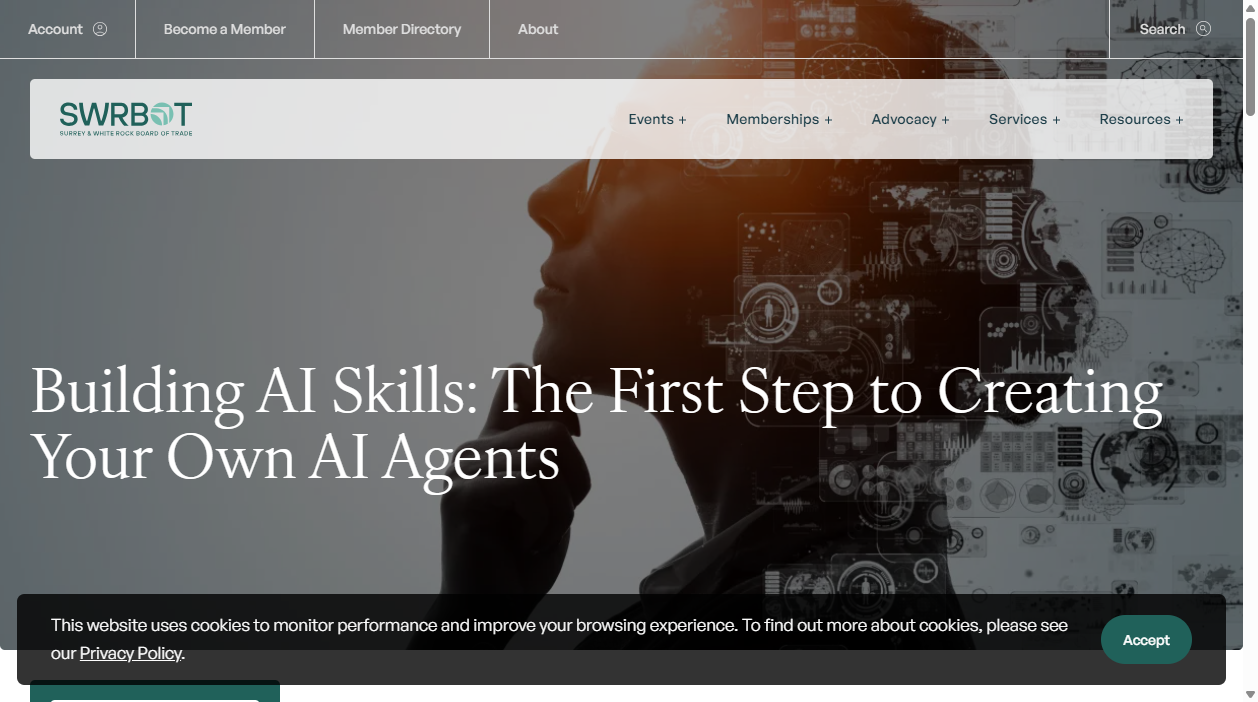 Account
Become a Member
Member Directory
About
Search
SWRBOT
SURREY & WHITE ROCK BOARD OF TRADE
Events +
Memberships +
Advocacy +
Services +
Resources +
Building AI Skills: The First Step to Creating
Your Own AI Agents
This website uses cookies to monitor performance and improve your browsing experience. To find out more about cookies, please see
our Privacy Policy.
Accept